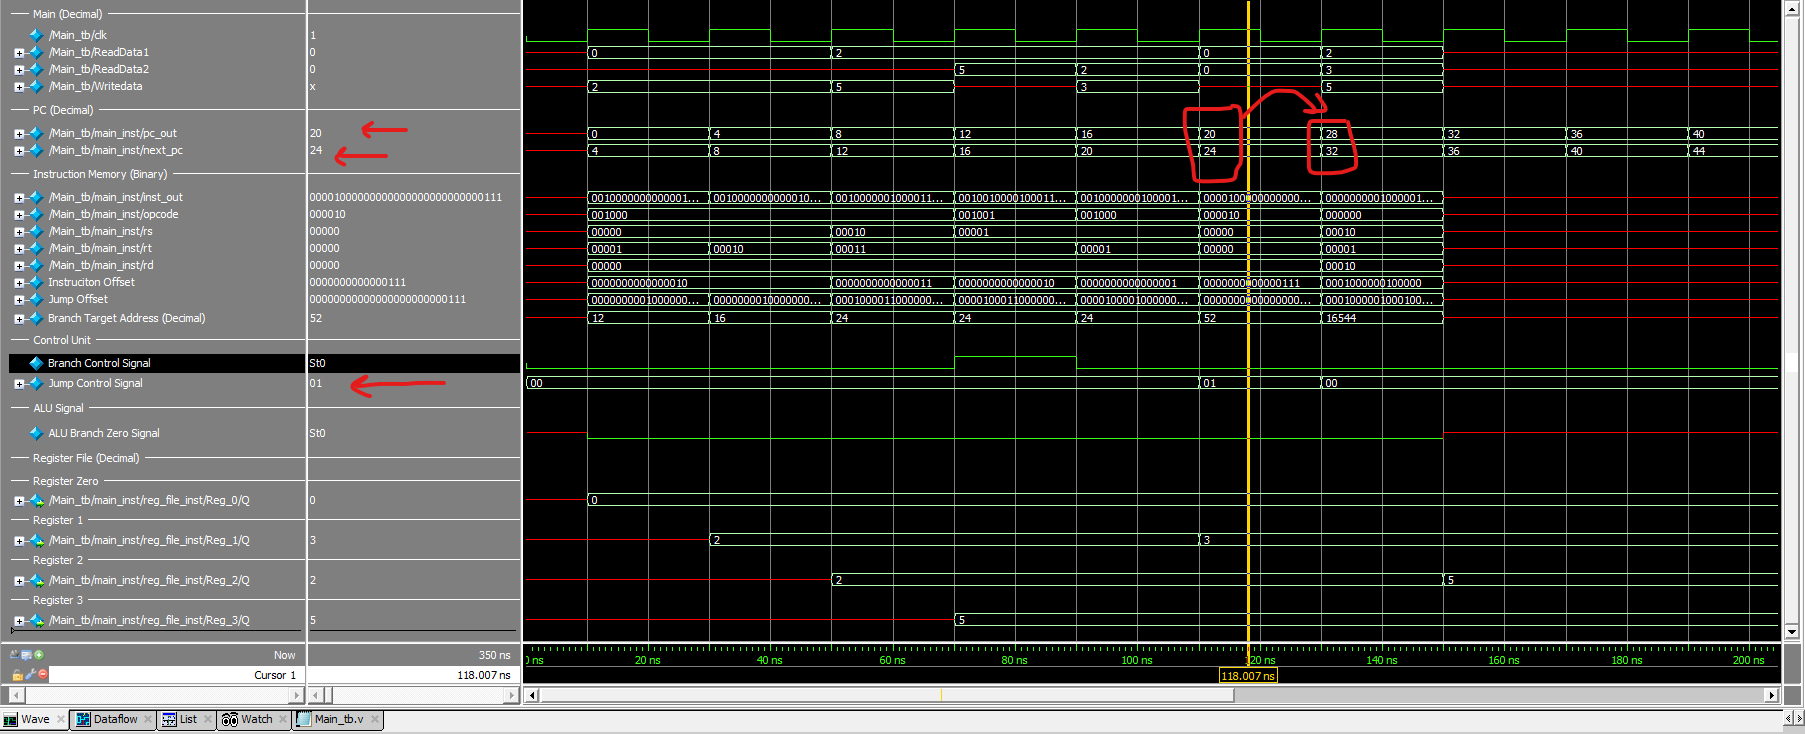 Main (Decimal)
/Main_tb/clk 1
/Main_tb/ReadData1 0 0 2 0 2
/Main_tb/ReadData2 0 5 2 0 3
/Main_tb/Writedata x 2 5 3 5
PC (Decimal)
/Main_tb/main_inst/pc_out 20 0 4 8 12 16 20 28 32 36 40
/Main_tb/main_inst/next_pc 24 4 8 12 16 20 24 32 36 40 44
Instruction Memory (Binary)
/Main_tb/main_inst/inst_out 00001000000000000000000000000111 0010000000000001... 0010000000000010... 0010000001000011... 0010010000100011... 0010000000100001... 0000100000000000... 0000000001000001...
/Main_tb/main_inst/opcode 000010 001000 001001 001000 000010 000000
/Main_tb/main_inst/rs 00000 00000 00010 00001 00000 00010
/Main_tb/main_inst/rt 00000 00001 00010 00011 00001 00000 00001
/Main_tb/main_inst/rd 00000 00000 00010
Instruciton Offset 0000000000000111 0000000000000010 0000000000000011 0000000000000010 0000000000000001 0000000000000111 0001000000100000
Jump Offset 00000000000000000000000111
Branch Target Address (Decimal) 52 12 16 24 24 24 52 16544
Control Unit
Branch Control Signal St0
Jump Control Signal 01 00 01 00
ALU Signal
ALU Branch Zero Signal St0
Register File (Decimal)
Register Zero
/Main_tb/main_inst/reg_file_inst/Reg_0/Q 0 0
Register 1
/Main_tb/main_inst/reg_file_inst/Reg_1/Q 3 2 3
Register 2
/Main_tb/main_inst/reg_file_inst/Reg_2/Q 2 2 5
Register 3
/Main_tb/main_inst/reg_file_inst/Reg_3/Q 5 5
Now 350 ns ns 20 ns 40 ns 60 ns 80 ns 100 ns 120 ns 140 ns 160 ns 180 ns 200 ns
Cursor 1 118.007 ns 118.007 ns
Wave Dataflow List Watch Main_tb.v